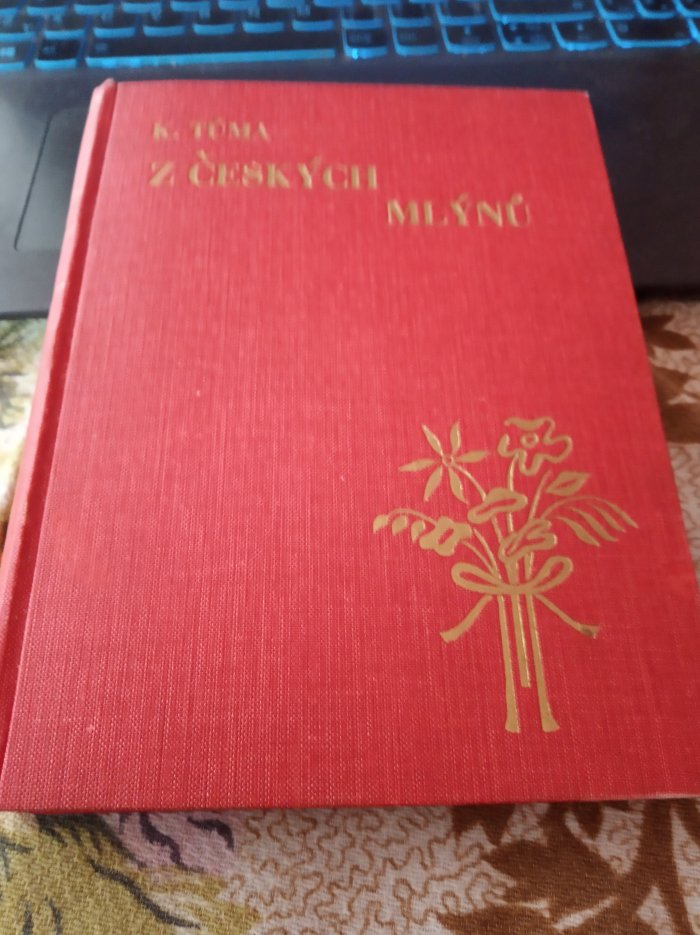 K. TŮMA
Z ČESKÝCH
MLÝNŮ